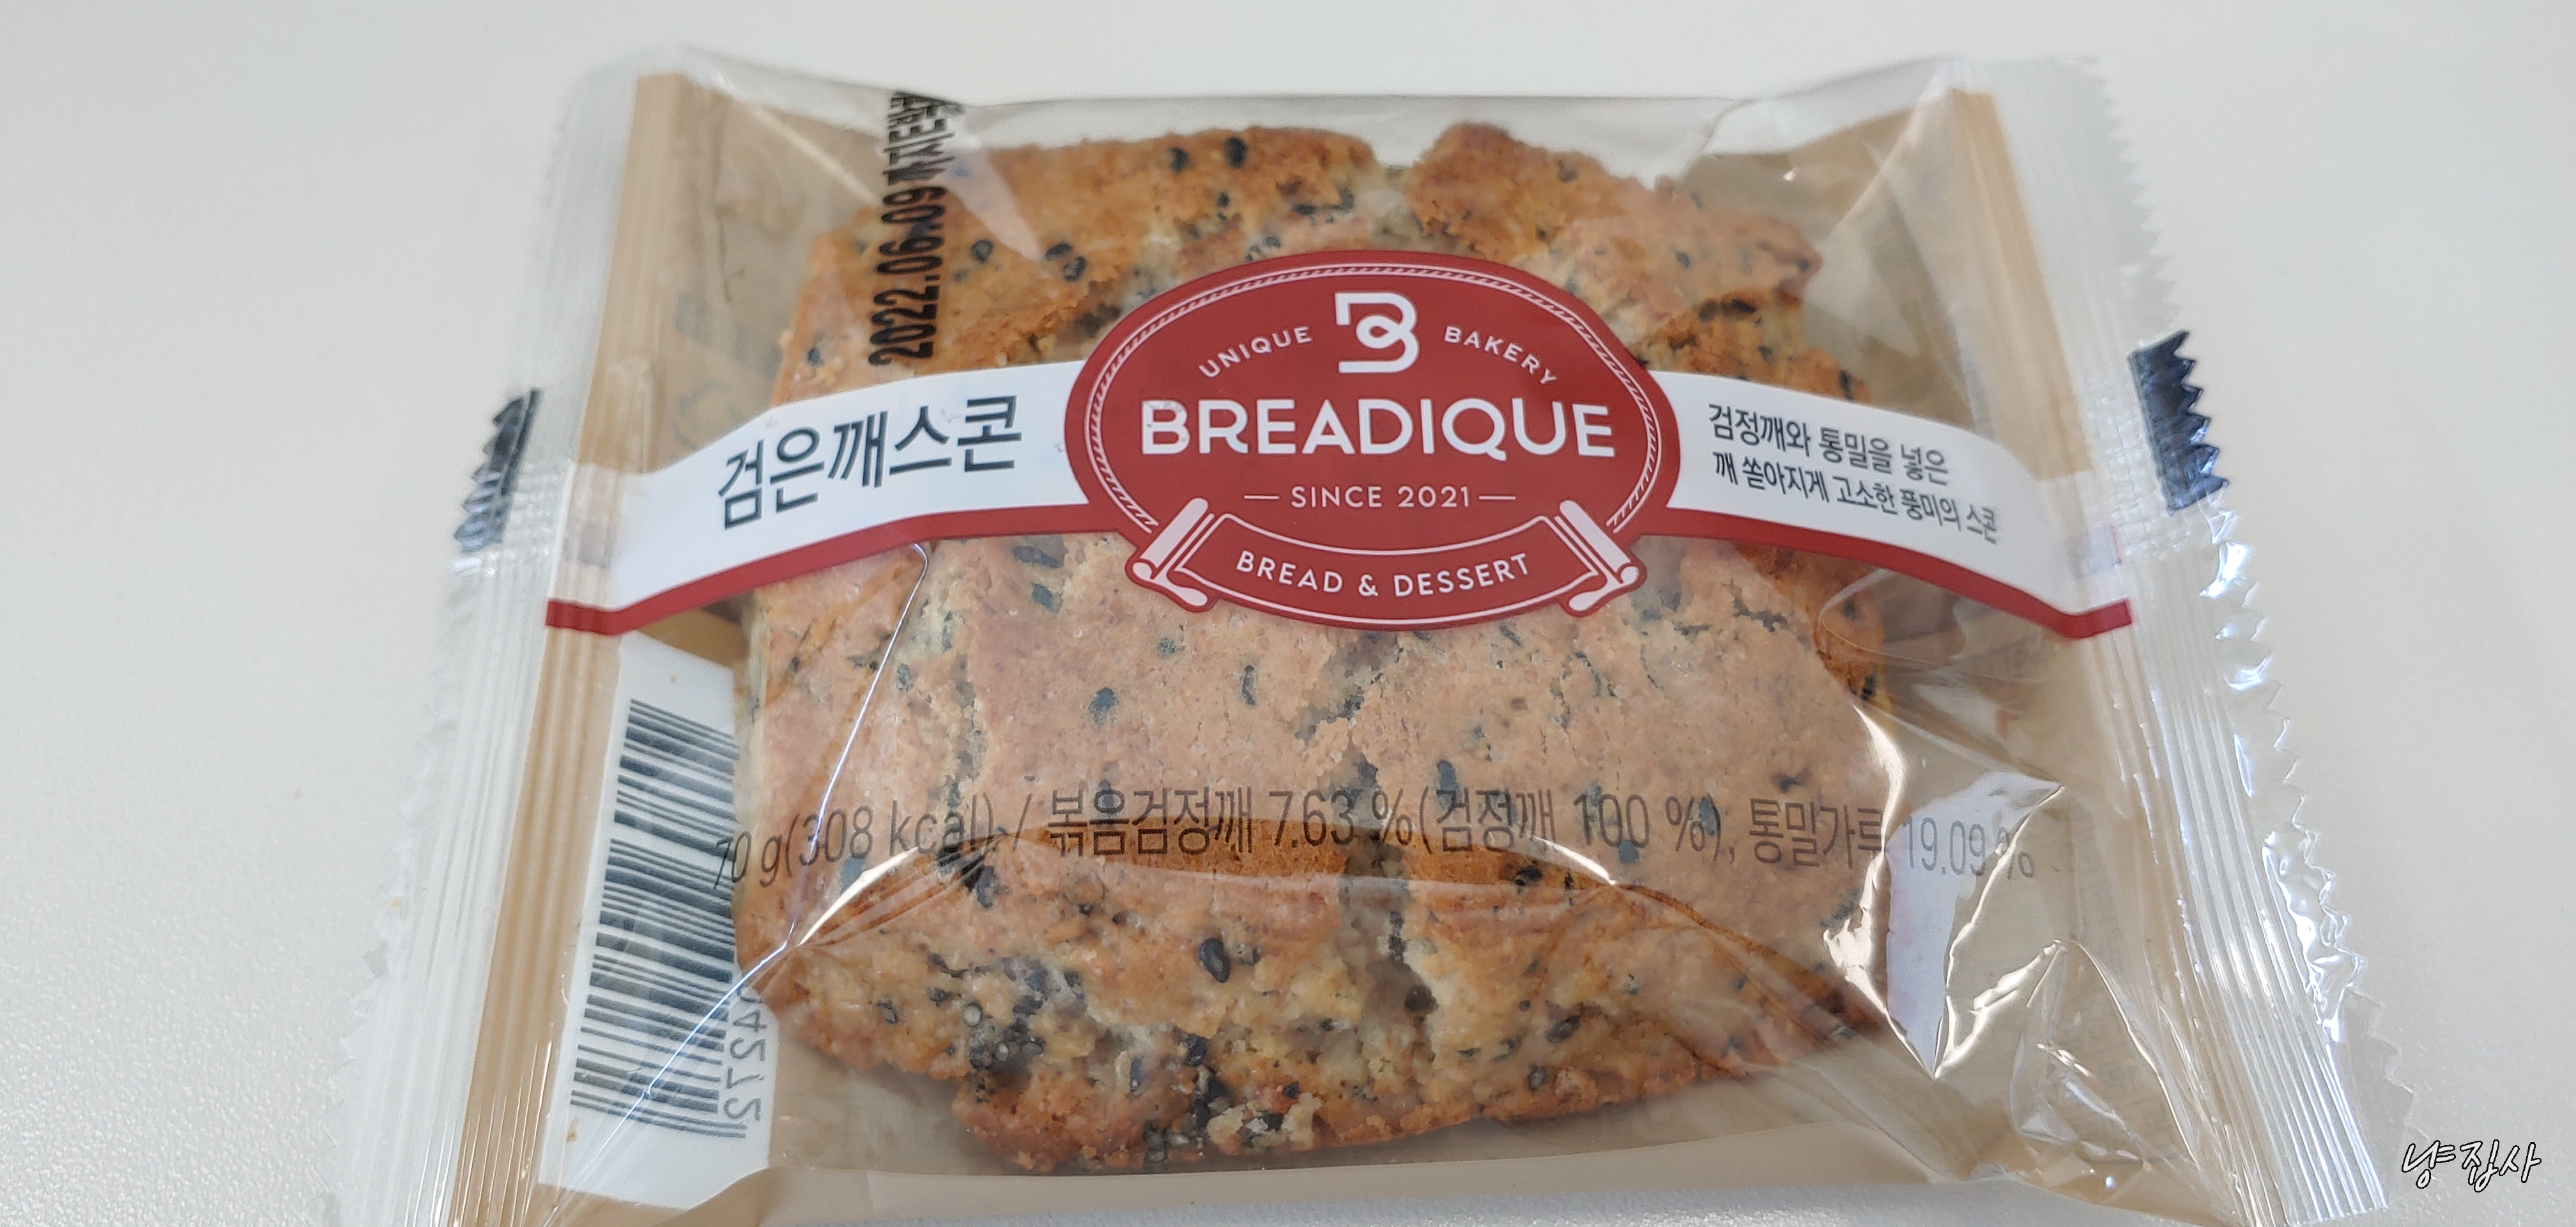 2022.06.09 까지
UNIQUE B BAKERY
BREADIQUE
SINCE 2021
BREAD & DESSERT
검은깨스콘
검정깨와 통밀을 넣은
깨 쏟아지게 고소한 풍미의 스콘
70 g(308 kcal) / 볶음검정깨 7.63 %(검정깨 100 %), 통밀가루 19.09 %
냥집사